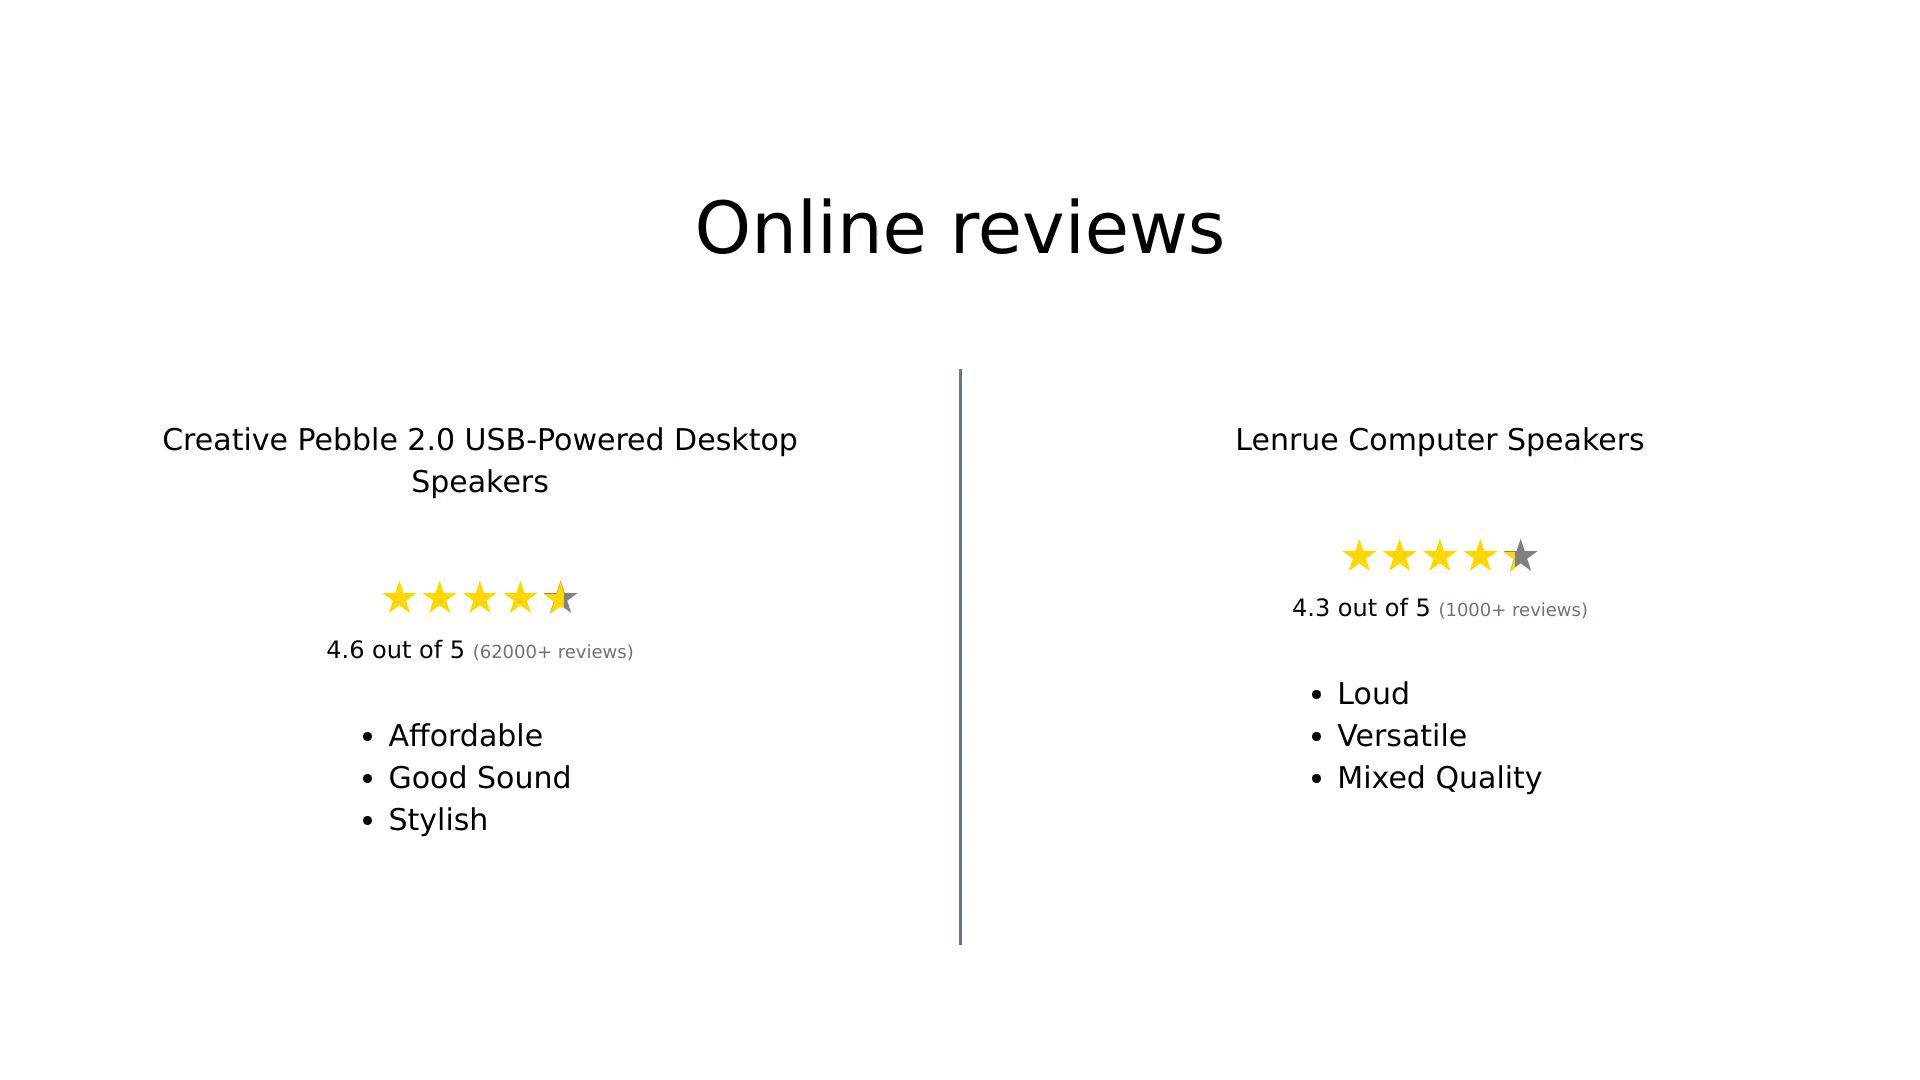 Online reviews
Creative Pebble 2.0 USB-Powered Desktop
Speakers
4.6 out of 5 (62000+ reviews)
• Affordable
• Good Sound
• Stylish
Lenrue Computer Speakers
4.3 out of 5 (1000+ reviews)
• Loud
• Versatile
• Mixed Quality